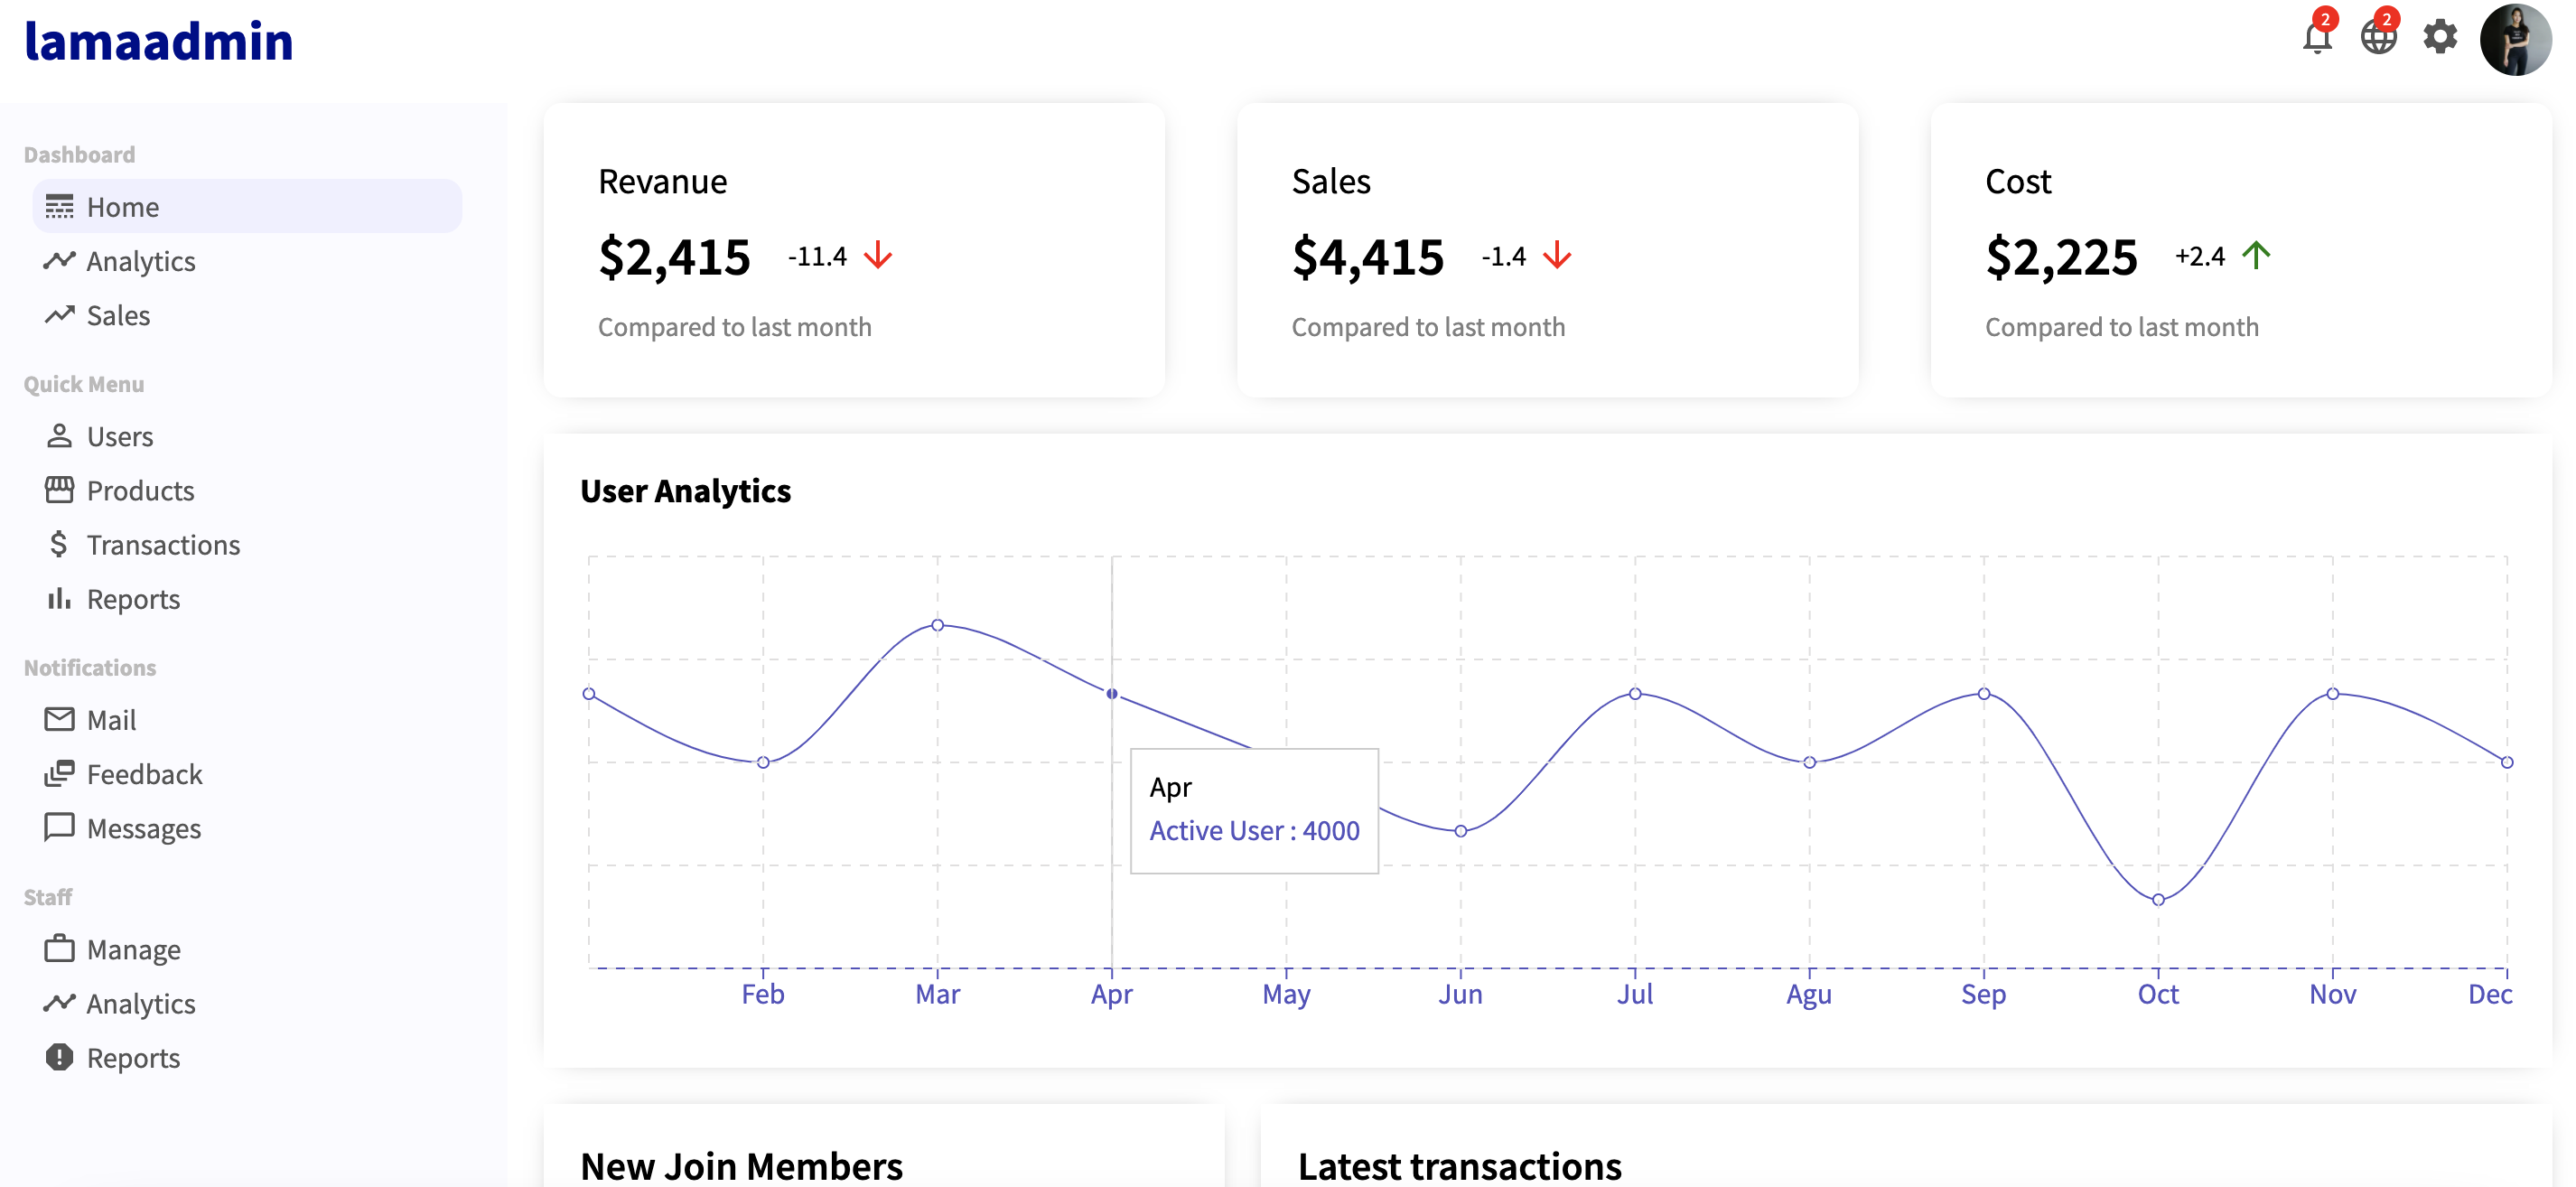 lamaadmin
2
2
Dashboard
Home
Analytics
Sales
Quick Menu
Users
Products
Transactions
Reports
Notifications
Mail
Feedback
Messages
Staff
Manage
Analytics
Reports
Revanue
$2,415 -11.4
Compared to last month
Sales
$4,415 -1.4
Compared to last month
Cost
$2,225 +2.4
Compared to last month
User Analytics
Apr
Active User : 4000
Feb Mar Apr May Jun Jul Agu Sep Oct Nov Dec
New Join Members
Latest transactions